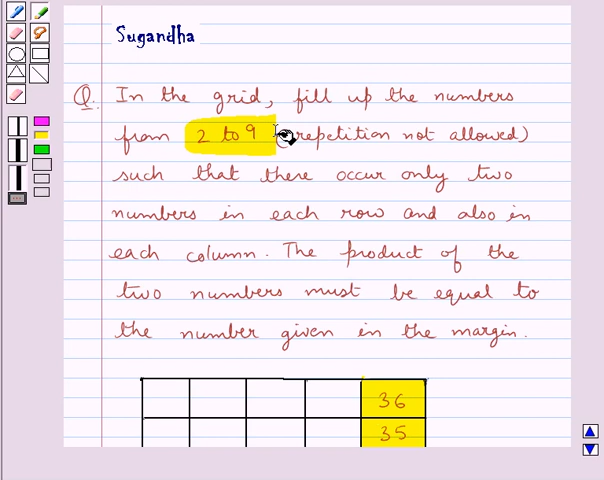 Sugandha
Q. In the grid, fill up the numbers
from 2 to 9 (repetition not allowed)
such that there occur only two
numbers in each row and also in
each column. The product of the
two numbers must be equal to
the number given in the margin.
36
35